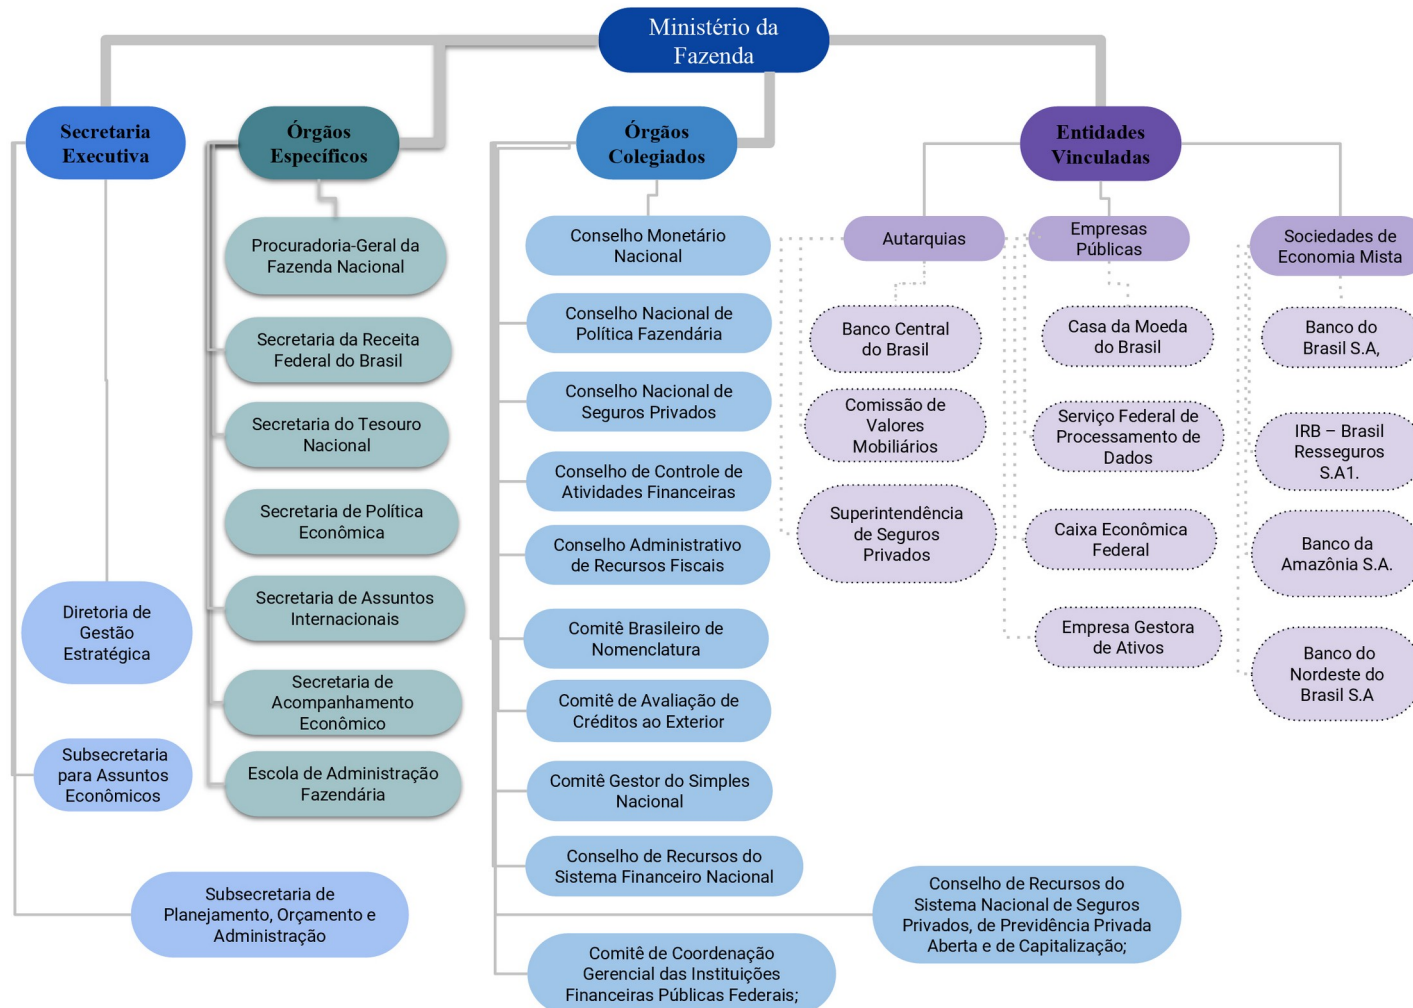 Ministério da
Fazenda
Secretaria
Executiva
Diretoria de
Gestão
Estratégica
Subsecretaria
para Assuntos
Econômicos
Subsecretaria de
Planejamento, Orçamento e
Administração
Órgãos
Específicos
Procuradoria-Geral da
Fazenda Nacional
Secretaria da Receita
Federal do Brasil
Secretaria do Tesouro
Nacional
Secretaria de Política
Econômica
Secretaria de Assuntos
Internacionais
Secretaria de
Acompanhamento
Econômico
Escola de Administração
Fazendária
Órgãos
Colegiados
Conselho Monetário
Nacional
Conselho Nacional de
Política Fazendária
Conselho Nacional de
Seguros Privados
Conselho de Controle de
Atividades Financeiras
Conselho Administrativo
de Recursos Fiscais
Comitê Brasileiro de
Nomenclatura
Comitê de Avaliação de
Créditos ao Exterior
Comitê Gestor do Simples
Nacional
Conselho de Recursos do
Sistema Financeiro Nacional
Conselho de Recursos do
Sistema Nacional de Seguros
Privados, de Previdência Privada
Aberta e de Capitalização;
Comitê de Coordenação
Gerencial das Instituições
Financeiras Públicas Federais;
Entidades
Vinculadas
Autarquias
Banco Central
do Brasil
Comissão de
Valores
Mobiliários
Superintendência
de Seguros
Privados
Empresas
Públicas
Casa da Moeda
do Brasil
Serviço Federal de
Processamento de
Dados
Caixa Econômica
Federal
Empresa Gestora
de Ativos
Sociedades de
Economia Mista
Banco do
Brasil S.A,
IRB – Brasil
Resseguros
S.A1.
Banco da
Amazônia S.A.
Banco do
Nordeste do
Brasil S.A